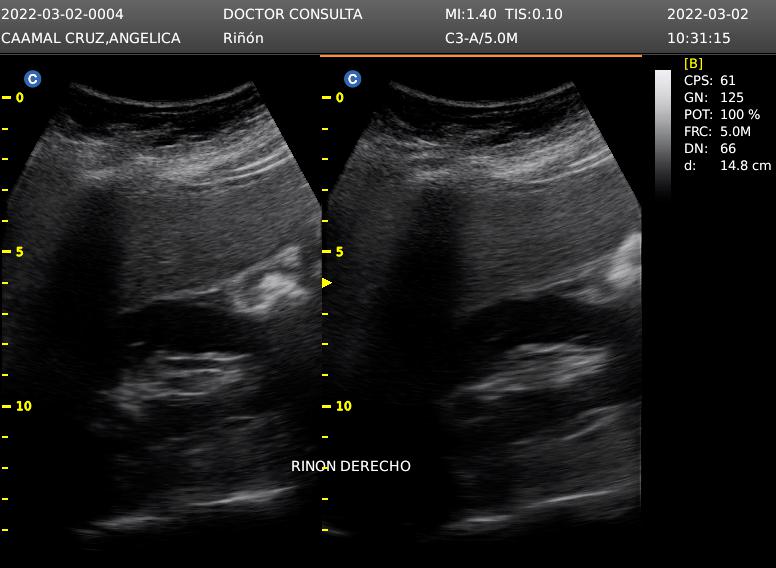 2022-03-02-0004 DOCTOR CONSULTA MI:1.40 TIS:0.10 2022-03-02
CAAMAL CRUZ,ANGELICA Riñón C3-A/5.0M 10:31:15
[B]
CPS: 61
GN: 125
POT: 100 %
FRC: 5.0M
DN: 66
d: 14.8 cm
C C
0 0
5 5
10 10
RINON DERECHO